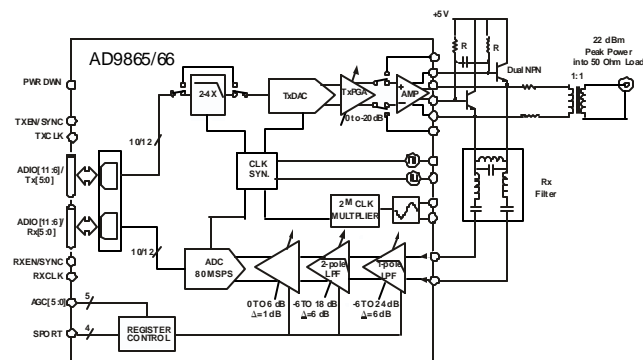 AD9865/66
PWR DWN
TXEN/SYNC
TXCLK
ADIO[11:6]/
Tx[5:0]
ADIO[11:6]/
Rx[5:0]
RXEN/SYNC
RXCLK
AGC[5:0]
SPORT
10/12
10/12
5
4
2-4X
TxDAC
TxPGA
0 to -20 dB
AMP
+
−
CLK
SYN.
2M CLK
MULTPLIER
ADC
80MSPS
2-pole
LPF
1-pole
LPF
0 TO 6 dB
Δ=1 dB
-6 TO 18 dB
Δ=6 dB
-6 TO 24 dB
Δ=6 dB
REGISTER
CONTROL
+5V
R
R
Dual NPN
1:1
22 dBm
Peak Power
into 50 Ohm Load
Rx
Filter